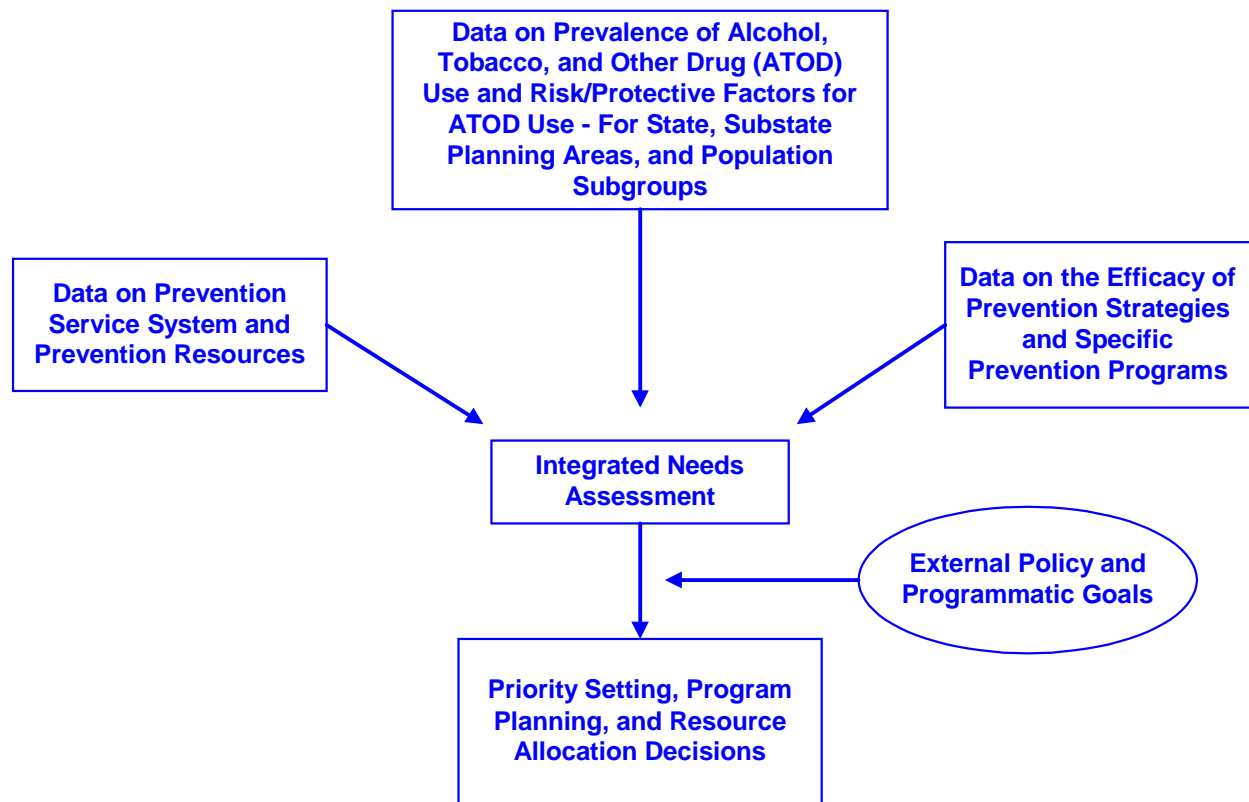 Data on Prevalence of Alcohol,
Tobacco, and Other Drug (ATOD)
Use and Risk/Protective Factors for
ATOD Use - For State, Substate
Planning Areas, and Population
Subgroups
Data on Prevention
Service System and
Prevention Resources
Data on the Efficacy of
Prevention Strategies
and Specific
Prevention Programs
Integrated Needs
Assessment
External Policy and
Programmatic Goals
Priority Setting, Program
Planning, and Resource
Allocation Decisions